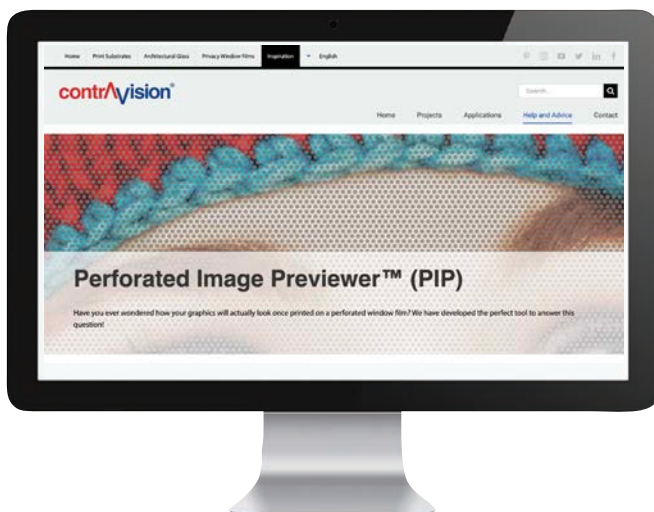 Home Print Substrates Architectural Glass Privacy Window Films Inspiration English
contrAvision®
Search...
Home Projects Applications Help and Advice Contact
Perforated Image Previewer™ (PIP)
Have you ever wondered how your graphics will actually look once printed on a perforated window film? We have developed the perfect tool to answer this
question!